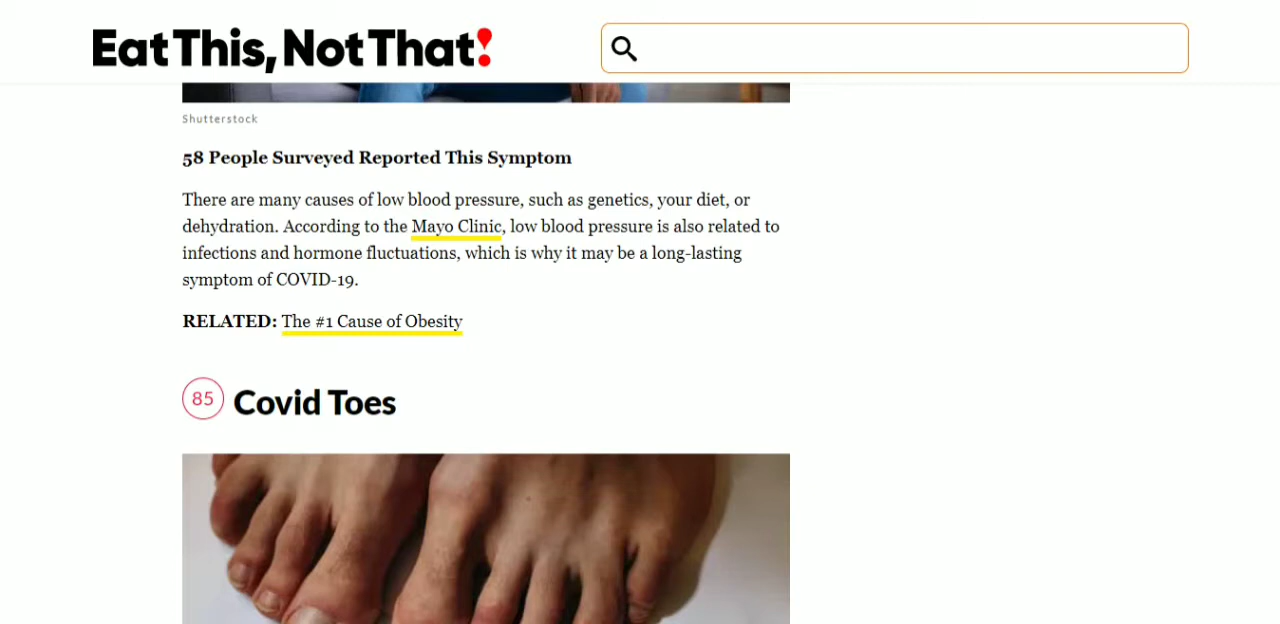 Eat This, Not That!
Shutterstock
58 People Surveyed Reported This Symptom
There are many causes of low blood pressure, such as genetics, your diet, or
dehydration. According to the Mayo Clinic, low blood pressure is also related to
infections and hormone fluctuations, which is why it may be a long-lasting
symptom of COVID-19.
RELATED: The #1 Cause of Obesity
85 Covid Toes